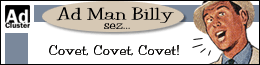 Ad
Cluster
Ad Man Billy
sez...
Covet, Covet, Covet!